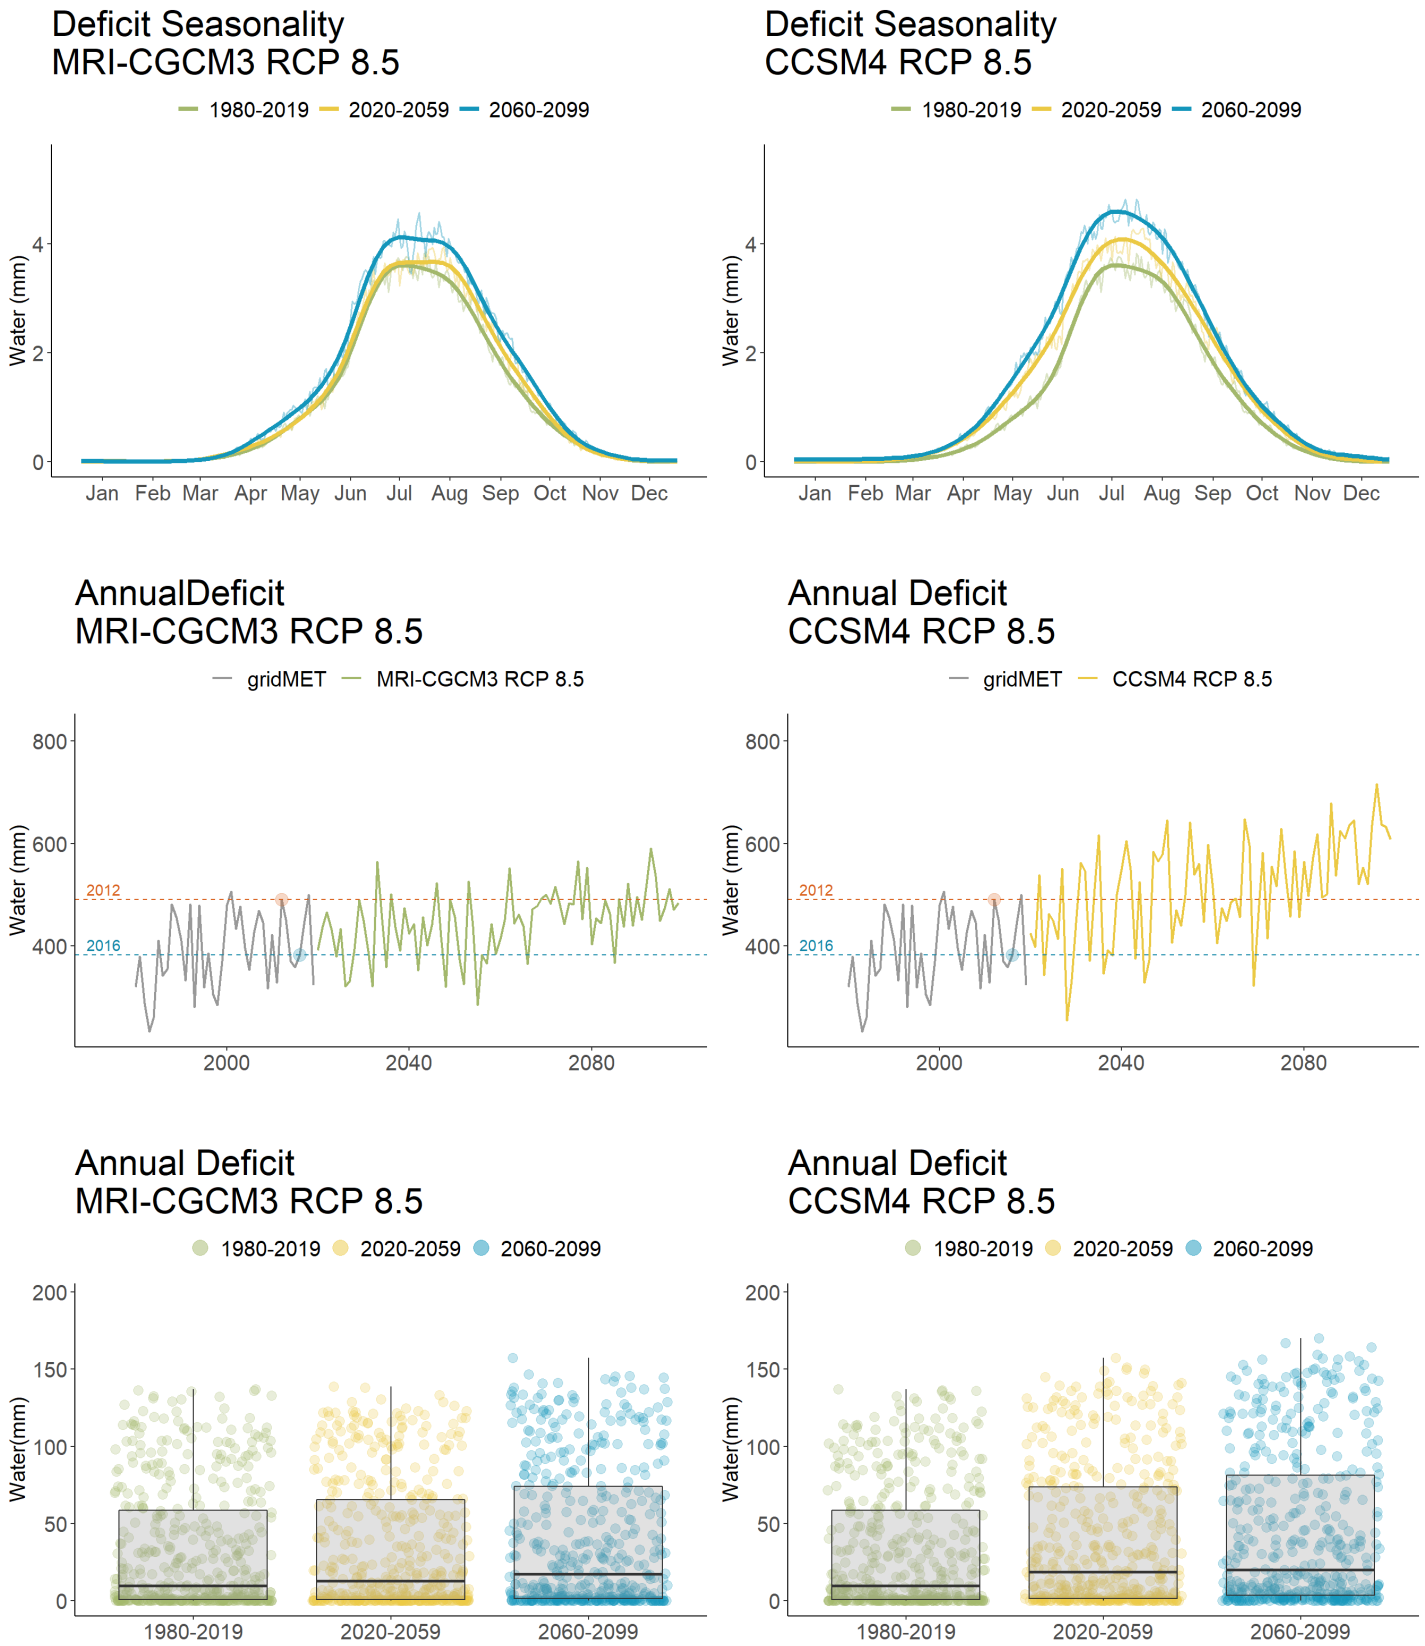 Deficit Seasonality
MRI-CGCM3 RCP 8.5
1980-2019 2020-2059 2060-2099
Water (mm)
4
2
0
Jan Feb Mar Apr May Jun Jul Aug Sep Oct Nov Dec
Deficit Seasonality
CCSM4 RCP 8.5
1980-2019 2020-2059 2060-2099
Water (mm)
4
2
0
Jan Feb Mar Apr May Jun Jul Aug Sep Oct Nov Dec
AnnualDeficit
MRI-CGCM3 RCP 8.5
gridMET MRI-CGCM3 RCP 8.5
Water (mm)
800
600
400
2012
2016
2000 2040 2080
Annual Deficit
CCSM4 RCP 8.5
gridMET CCSM4 RCP 8.5
Water (mm)
800
600
400
2012
2016
2000 2040 2080
Annual Deficit
MRI-CGCM3 RCP 8.5
1980-2019 2020-2059 2060-2099
Water(mm)
200
150
100
50
0
1980-2019 2020-2059 2060-2099
Annual Deficit
CCSM4 RCP 8.5
1980-2019 2020-2059 2060-2099
Water(mm)
200
150
100
50
0
1980-2019 2020-2059 2060-2099